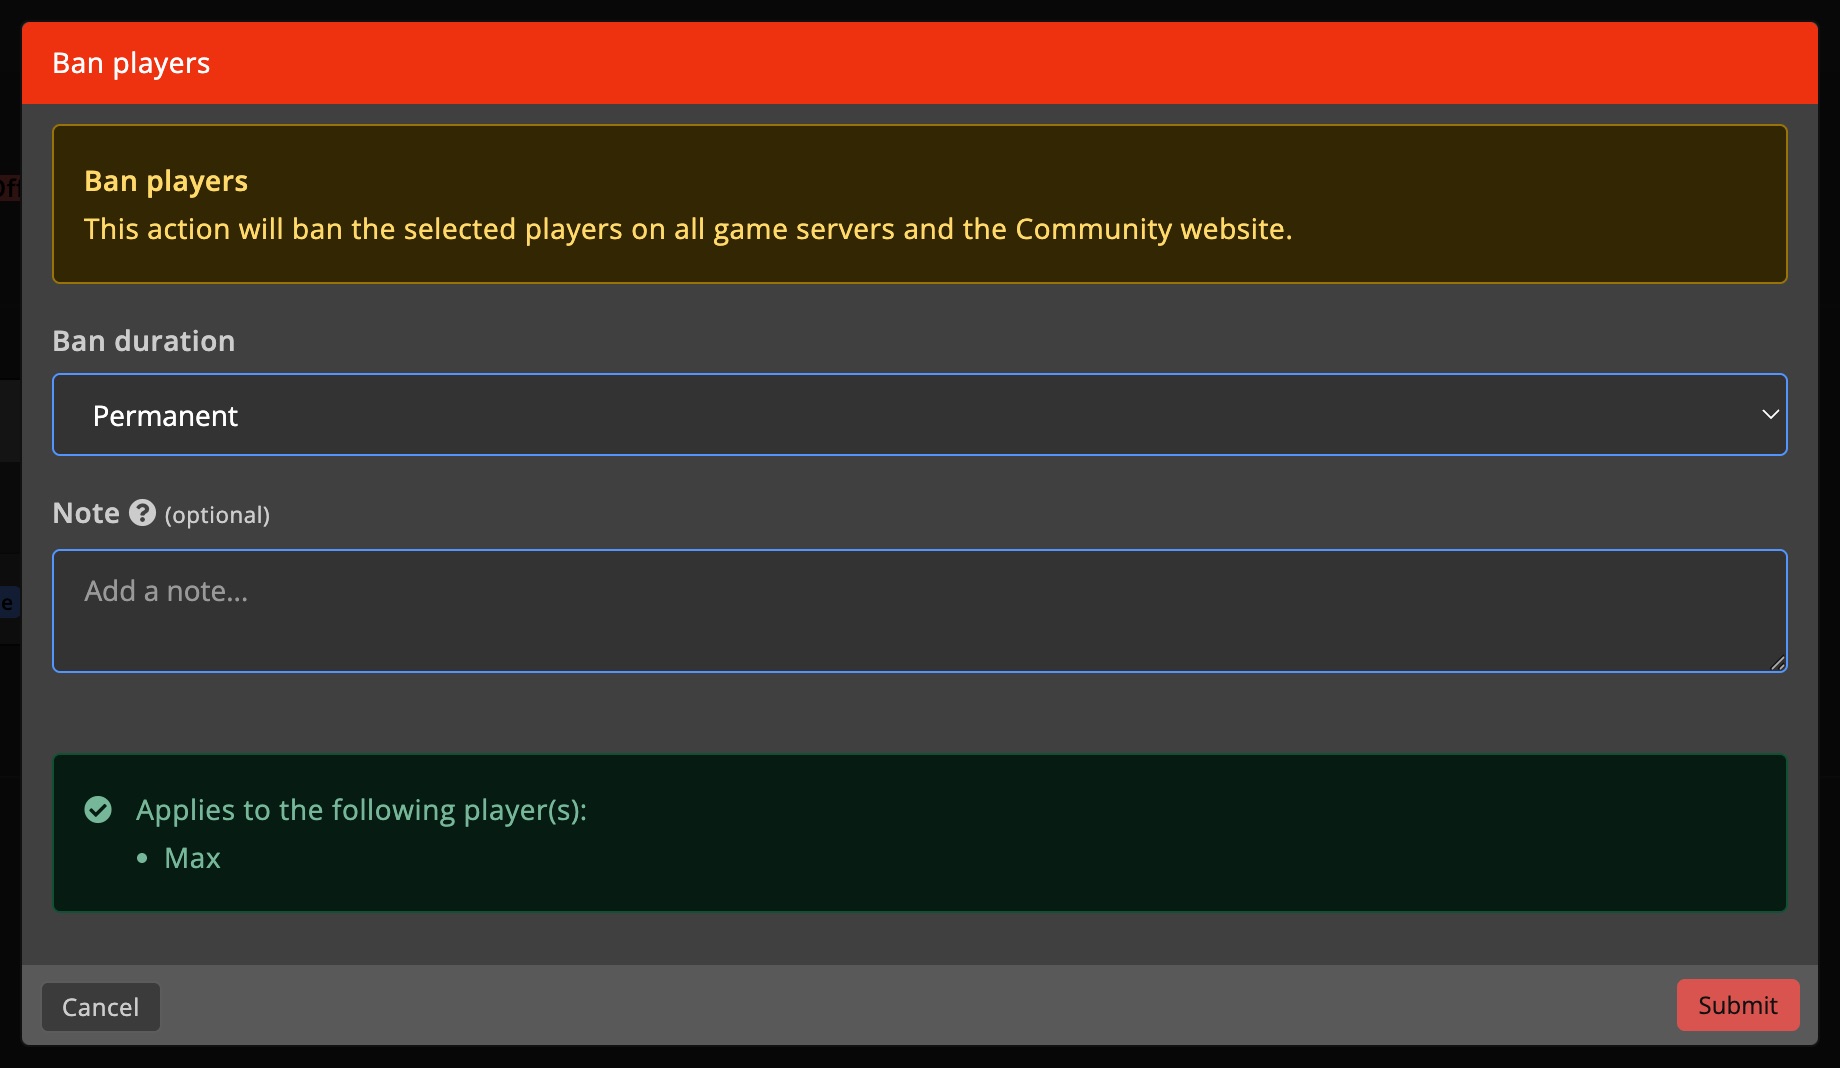 Ban players
Ban players
This action will ban the selected players on all game servers and the Community website.
Ban duration
Permanent
Note ? (optional)
Add a note...
Applies to the following player(s):
• Max
Cancel
Submit